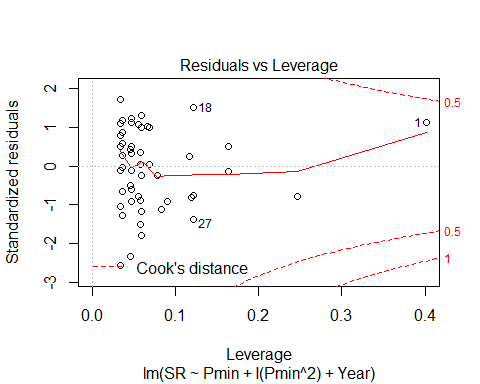 Residuals vs Leverage
Standardized residuals
2
1
0
-1
-2
-3
18
1
27
0.5
0.5
1
Cook's distance
0.0 0.1 0.2 0.3 0.4
Leverage
lm(SR ~ Pmin + I(Pmin^2) + Year)